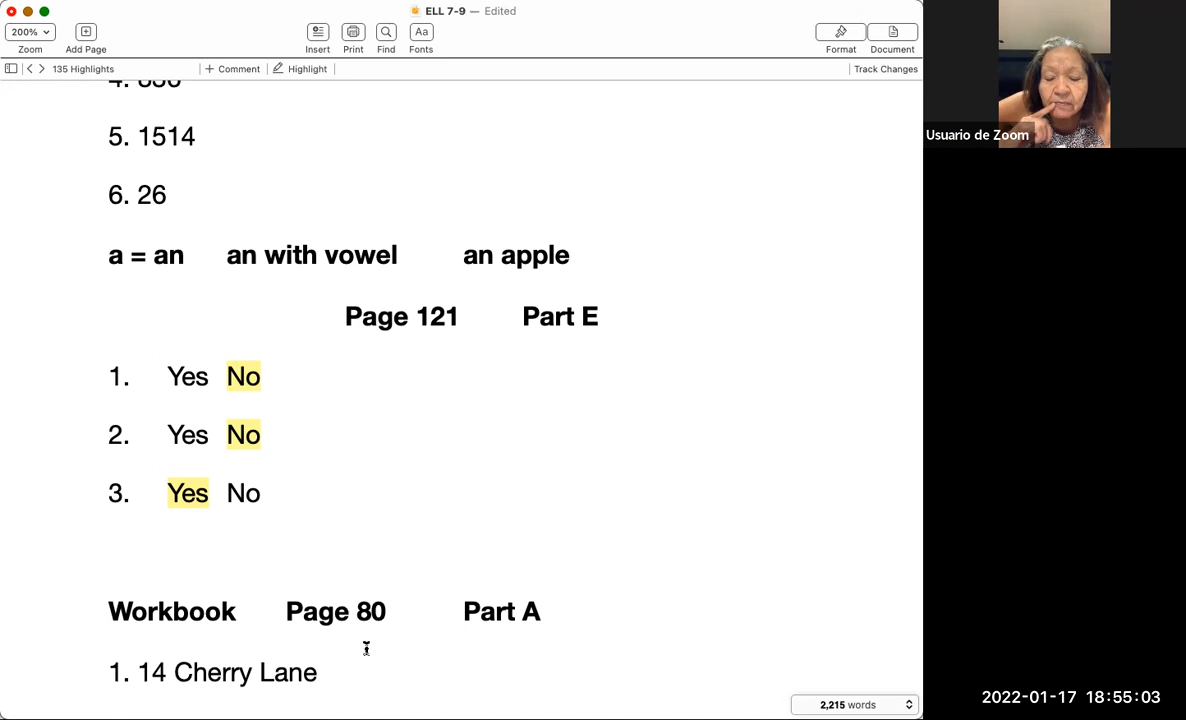 ELL 7-9 — Edited
200%
Zoom
Add Page
Insert
Print
Find
Aa
Fonts
Format
Document
135 Highlights
+ Comment
Highlight
Track Changes
4. 836
5. 1514
6. 26
a = an an with vowel an apple
Page 121 Part E
1. Yes No
2. Yes No
3. Yes No
Workbook Page 80 Part A
1. 14 Cherry Lane
2,215 words
Usuario de Zoom
2022-01-17 18:55:03